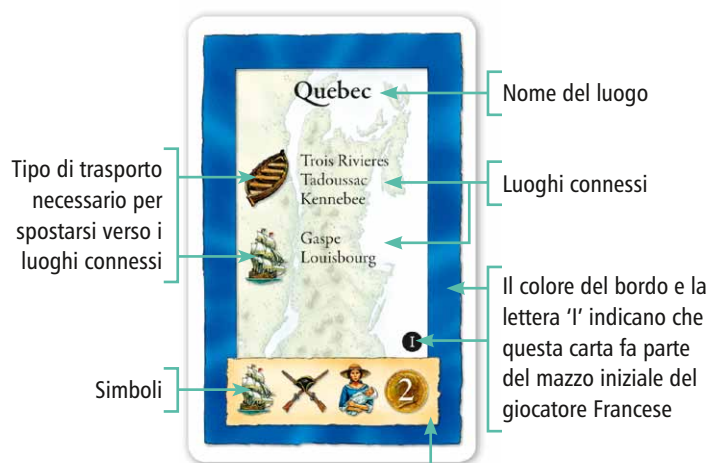 Quebec
Nome del luogo
Trois Rivieres
Tadoussac
Kennebee
Luoghi connessi
Tipo di trasporto
necessario per
spostarsi verso i
luoghi connessi
Gaspe
Louisbourg
Il colore del bordo e la
lettera ‘I’ indicano che
questa carta fa parte
del mazzo iniziale del
giocatore Francese
I
Simboli
2